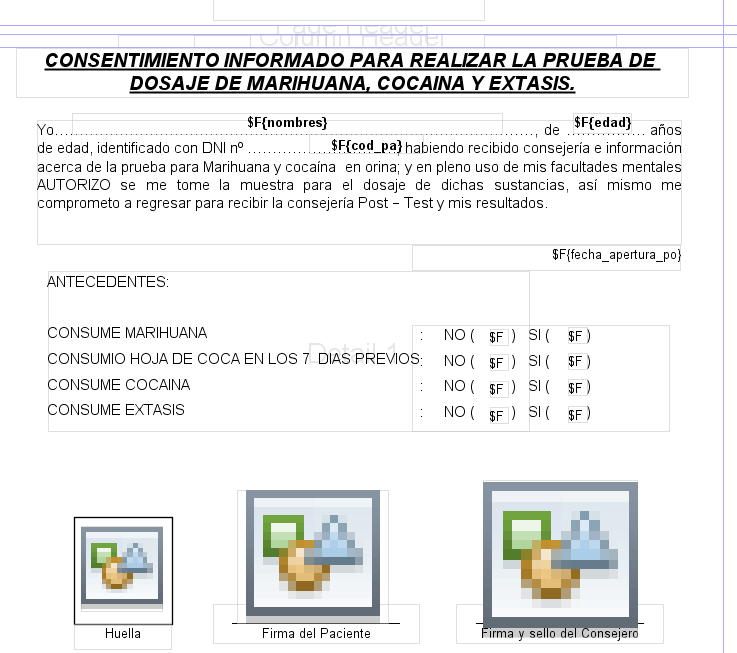 Page Header
Column Header
CONSENTIMIENTO INFORMADO PARA REALIZAR LA PRUEBA DE
DOSAJE DE MARIHUANA, COCAINA Y EXTASIS.
$F{nombres}
$F{edad}
Yo......................................................................................................, de ................. años
$F{cod_pa}
de edad, identificado con DNI nº ................................., habiendo recibido consejería e información
acerca de la prueba para Marihuana y cocaína en orina; y en pleno uso de mis facultades mentales
AUTORIZO se me tome la muestra para el dosaje de dichas sustancias, así mismo me
comprometo a regresar para recibir la consejería Post – Test y mis resultados.
$F{fecha_apertura_po}
ANTECEDENTES:
CONSUME MARIHUANA : NO ( $F ) SI ( $F )
Detail 1
CONSUMIO HOJA DE COCA EN LOS 7 DIAS PREVIOS : NO ( $F ) SI ( $F )
CONSUME COCAINA : NO ( $F ) SI ( $F )
CONSUME EXTASIS : NO ( $F ) SI ( $F )
Huella
Firma del Paciente
Firma y sello del Consejero